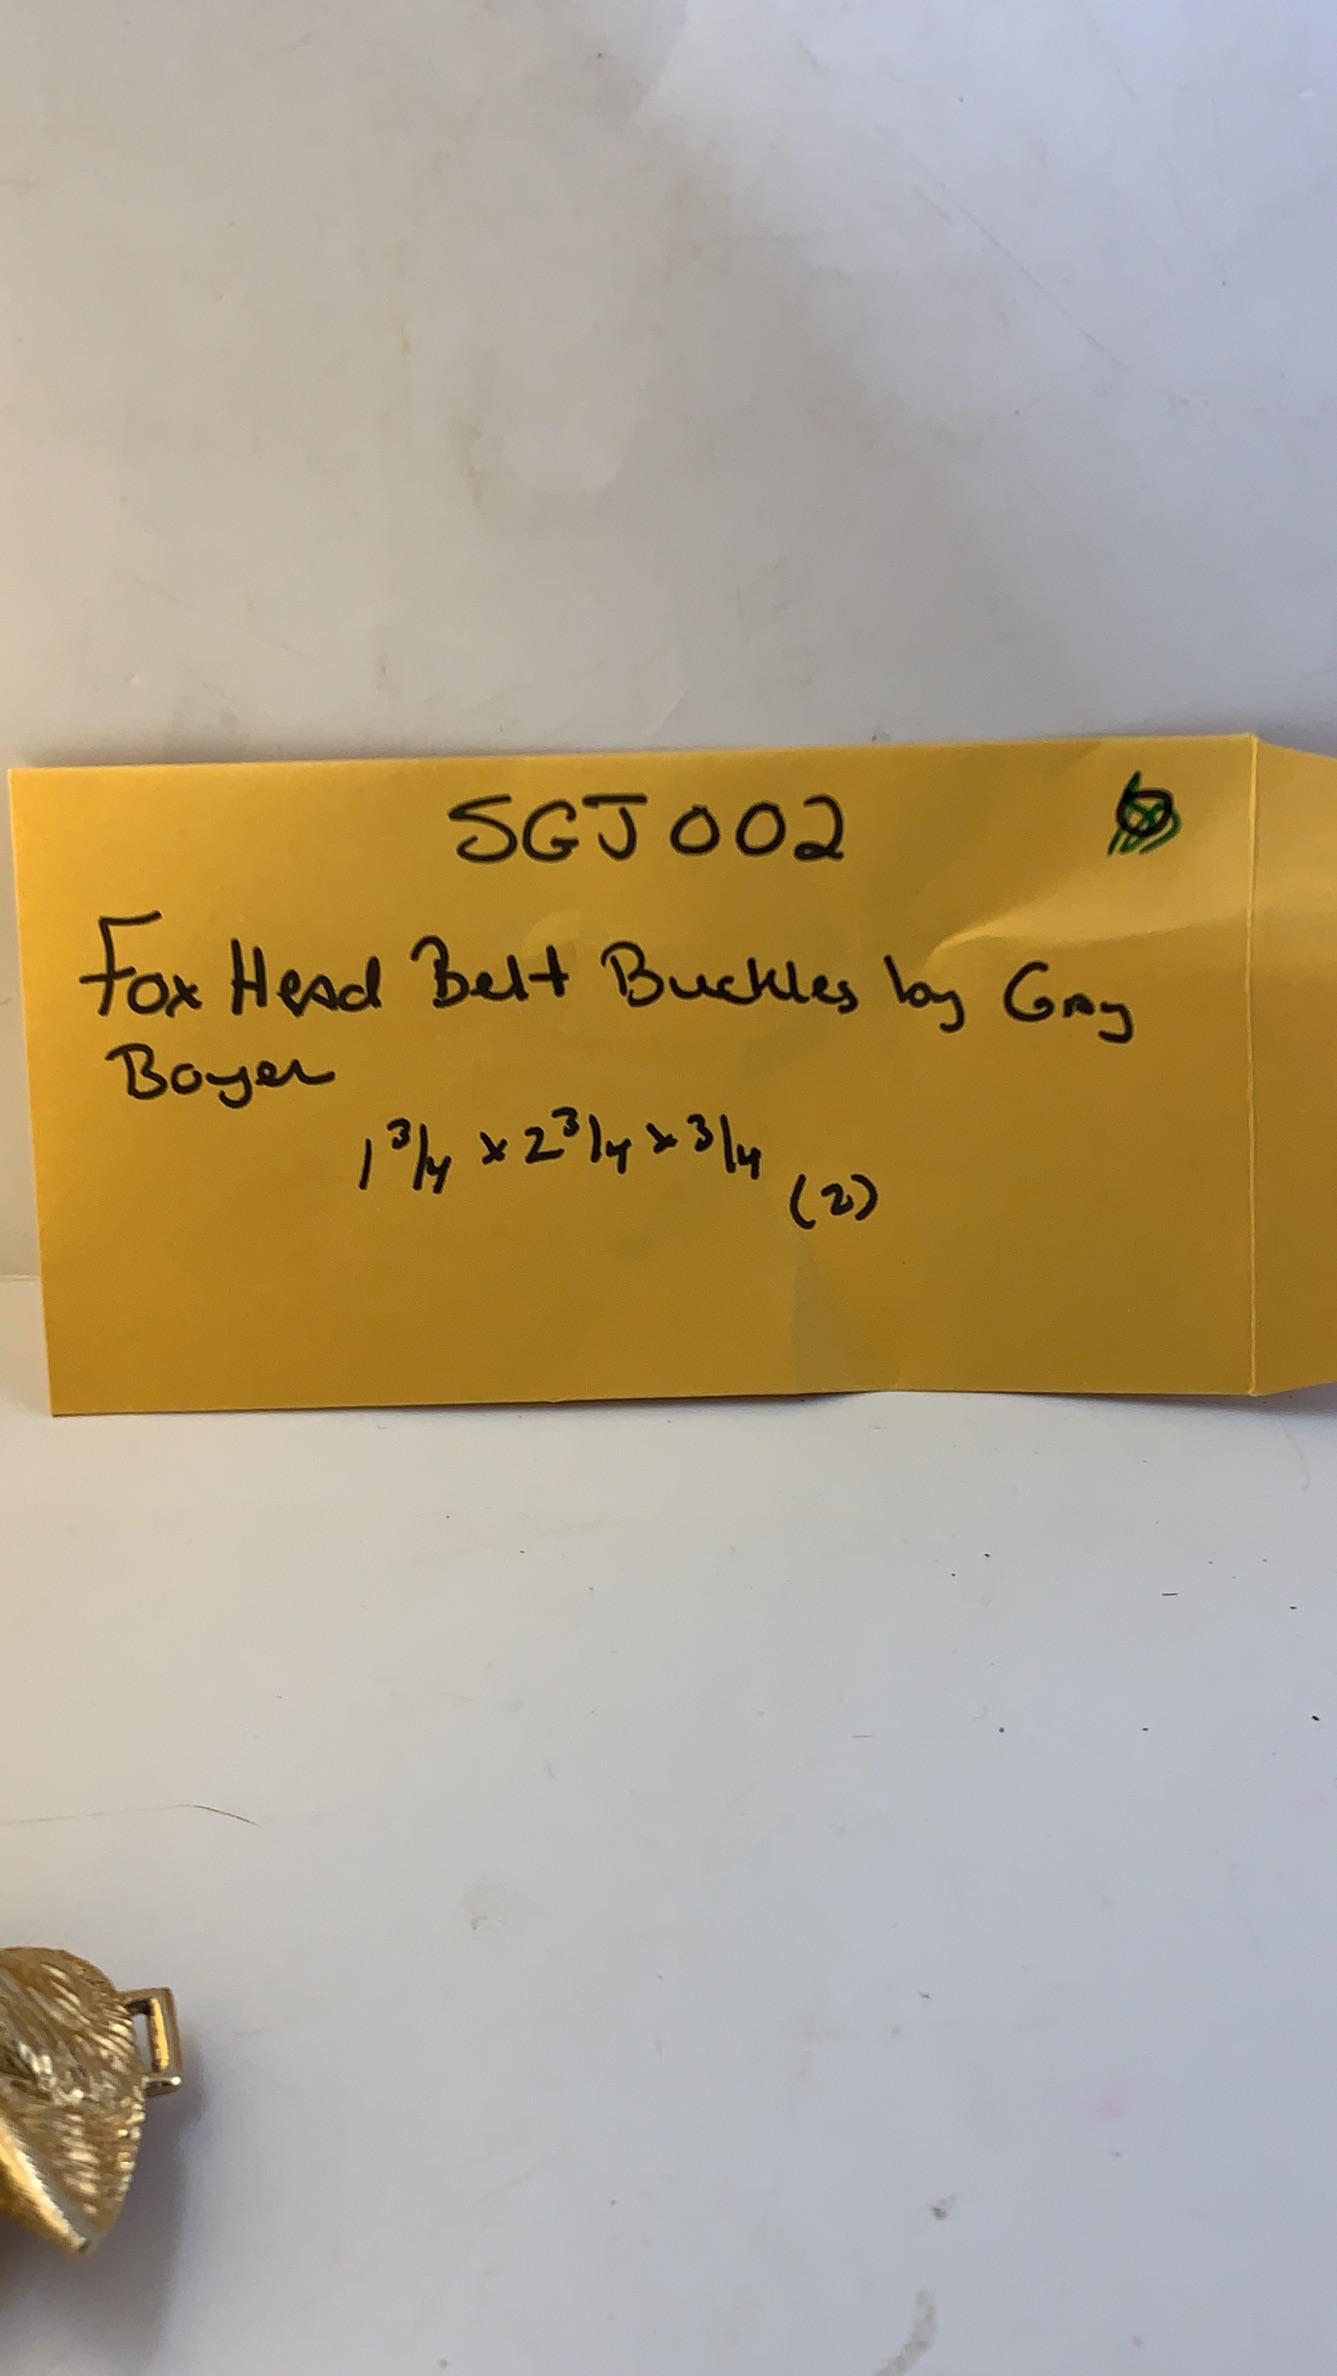 SGJ002
Fox Head Belt Buckles by Gay
Boyer
1 3/4 x 2 3/4 x 3/4
(2)